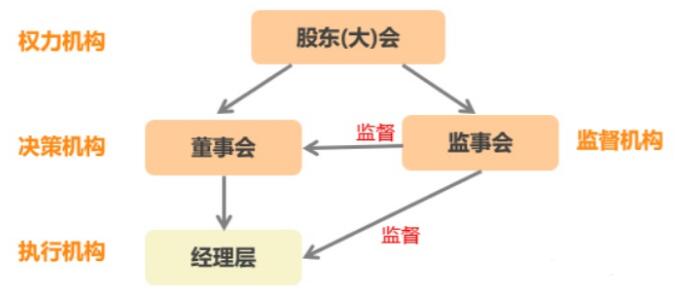 权力机构
股东(大)会
决策机构
董事会
监督
监事会
监督机构
执行机构
经理层
监督